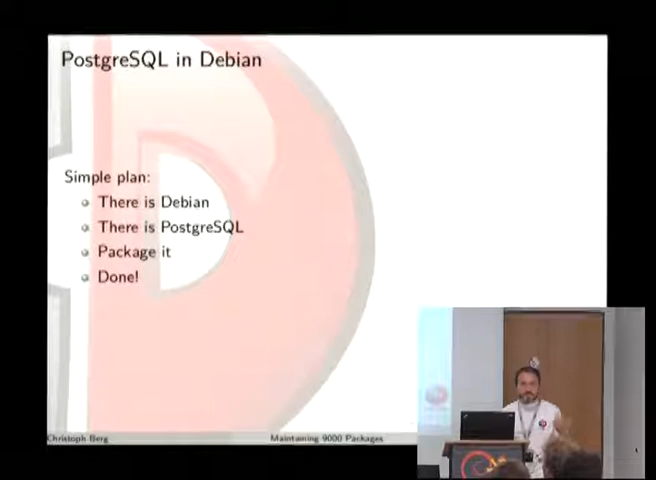 PostgreSQL in Debian
Simple plan:
There is Debian
There is PostgreSQL
Package it
Done!
Christoph Berg
Maintaining 9000 Packages